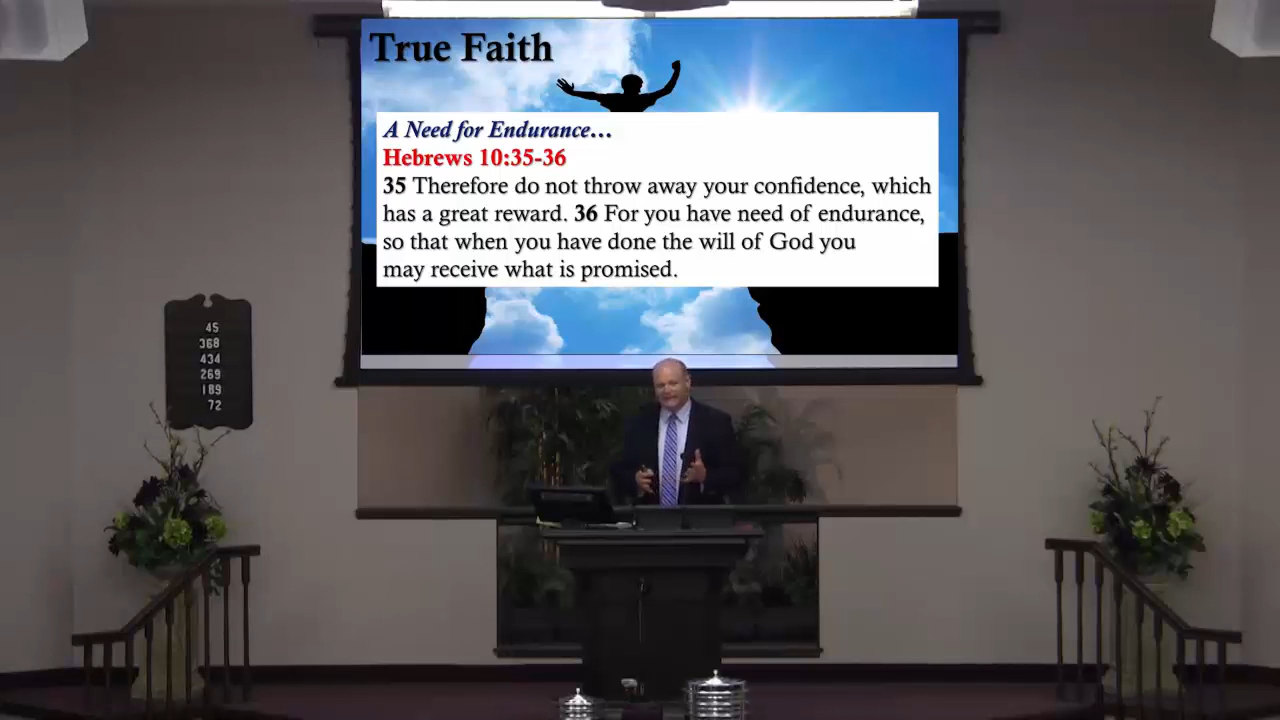 True Faith
A Need for Endurance...
Hebrews 10:35-36
35 Therefore do not throw away your confidence, which
has a great reward. 36 For you have need of endurance,
so that when you have done the will of God you
may receive what is promised.
45
368
434
269
189
72